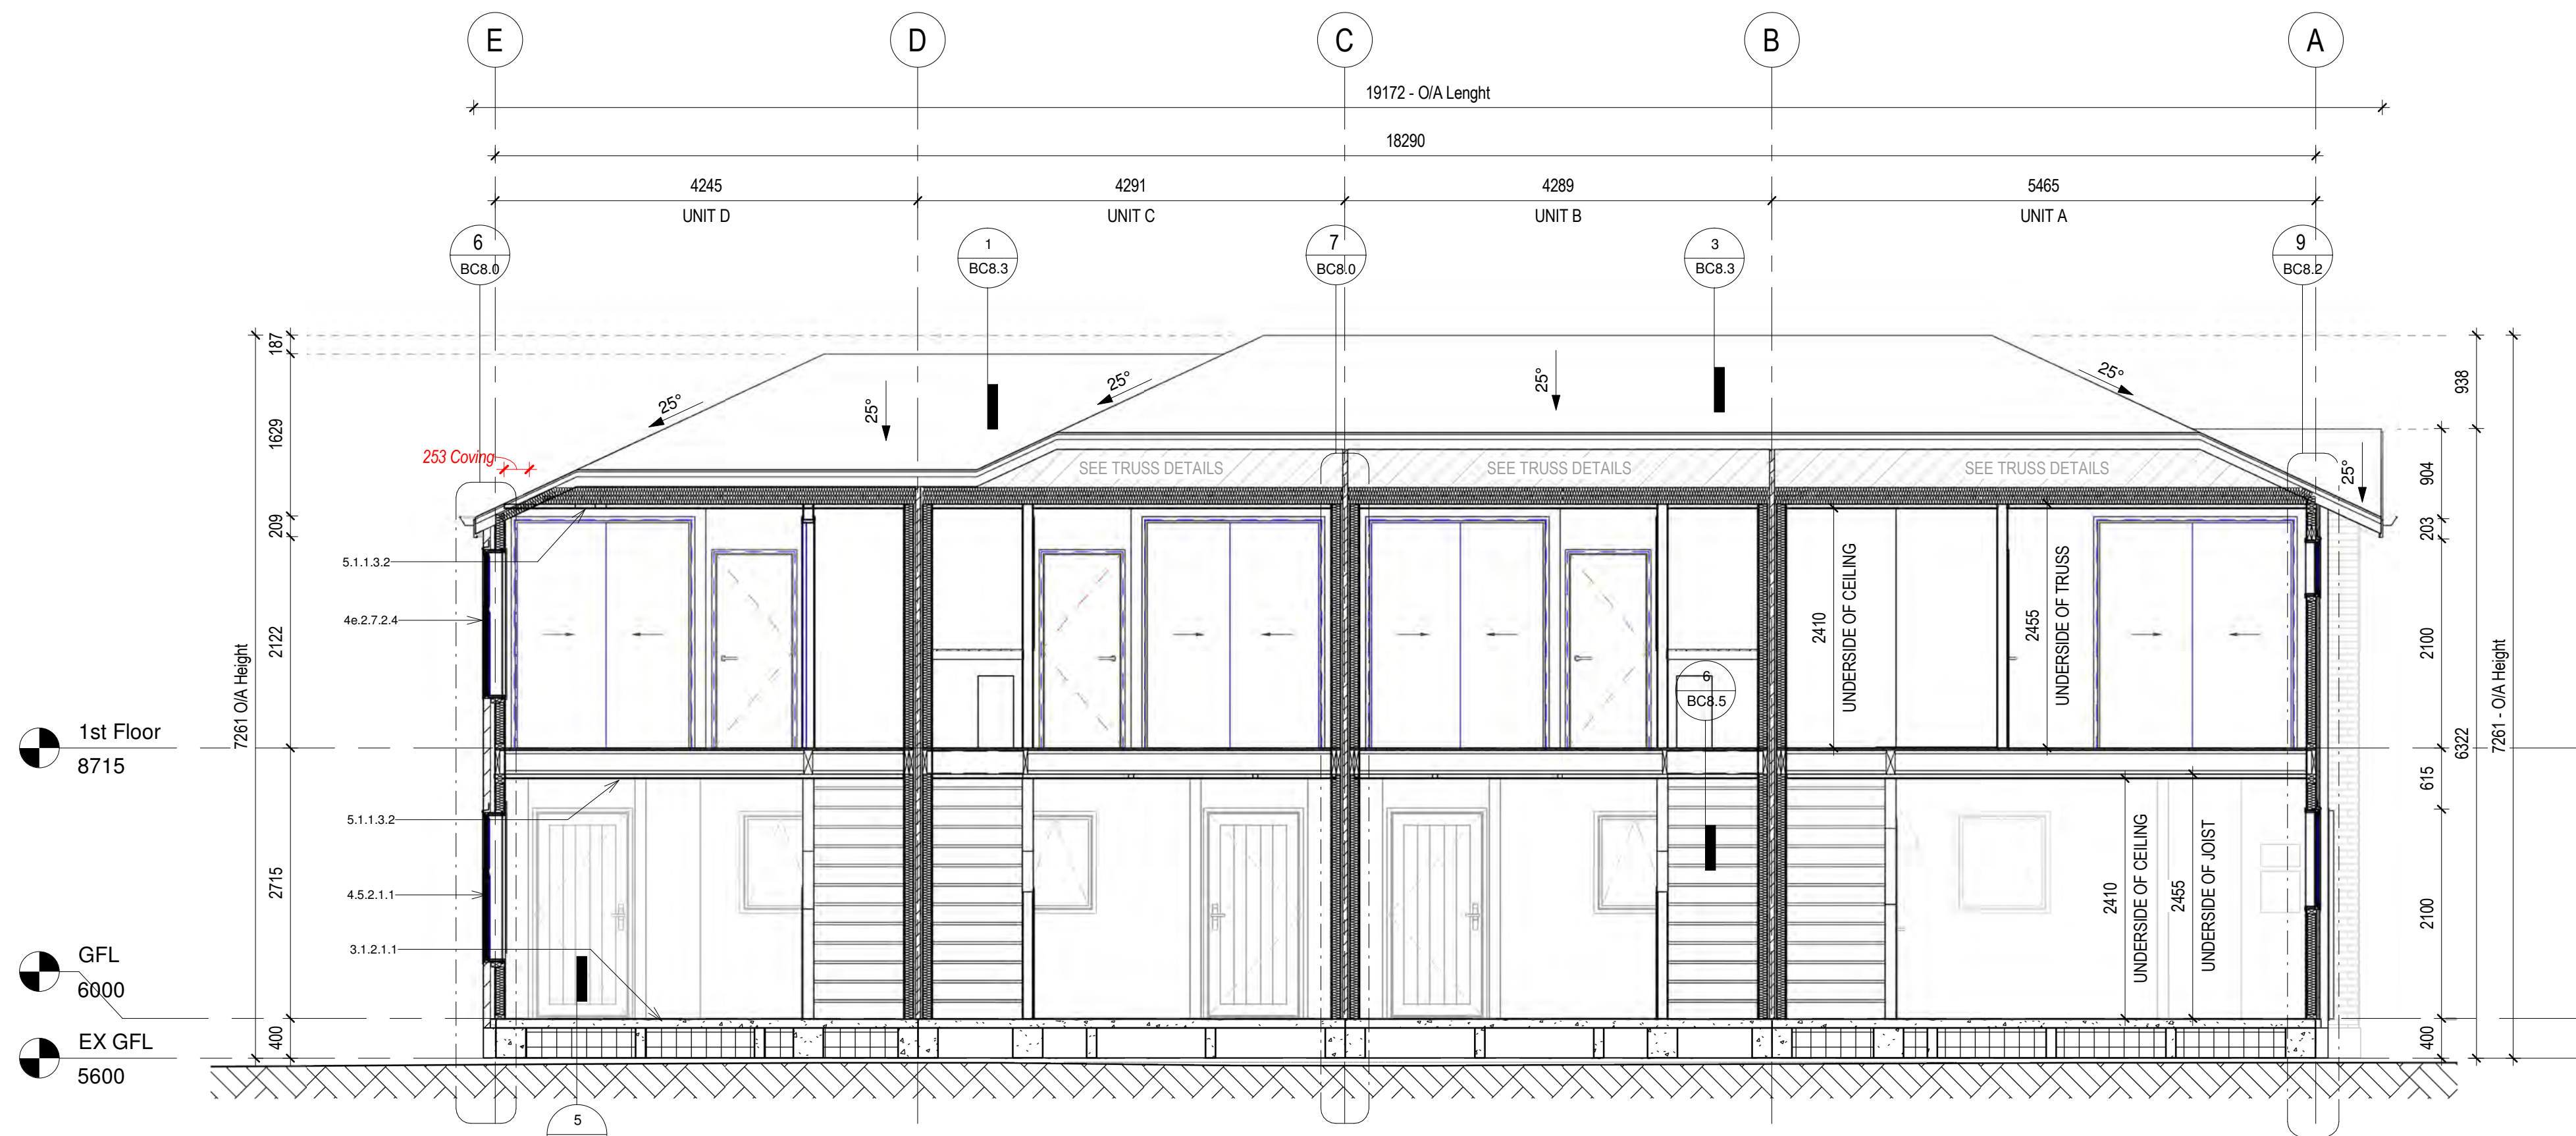 E
D
C
B
A
19172 - O/A Lenght
18290
4245
4291
4289
5465
UNIT D
UNIT C
UNIT B
UNIT A
6
BC8.0
1
BC8.3
7
BC8.0
3
BC8.3
9
BC8.2
187
1629
209
2122
2715
400
7261 O/A Height
25°
25°
25°
25°
25°
25°
253 Coving
SEE TRUSS DETAILS
SEE TRUSS DETAILS
SEE TRUSS DETAILS
5.1.1.3.2
4e.2.7.2.4
5.1.1.3.2
4.5.2.1.1
3.1.2.1.1
2410
UNDERSIDE OF CEILING
2455
UNDERSIDE OF TRUSS
6
BC8.5
2410
UNDERSIDE OF CEILING
2455
UNDERSIDE OF JOIST
938
904
203
2100
615
2100
400
6322
7261 - O/A Height
1st Floor
8715
GFL
6000
EX GFL
5600
5